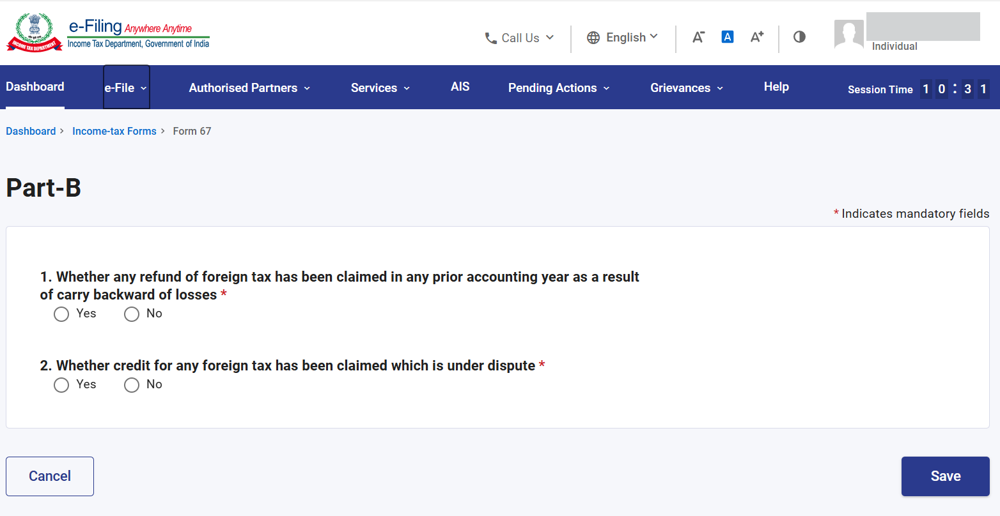 e-Filing Anywhere Anytime
Income Tax Department, Government of India
INCOME TAX DEPARTMENT
Call Us
English
A-
A
A+
Individual
Dashboard
e-File
Authorised Partners
Services
AIS
Pending Actions
Grievances
Help
Session Time 1 0 : 3 1
Dashboard > Income-tax Forms > Form 67
Part-B
* Indicates mandatory fields
1. Whether any refund of foreign tax has been claimed in any prior accounting year as a result
of carry backward of losses *
Yes No
2. Whether credit for any foreign tax has been claimed which is under dispute *
Yes No
Cancel
Save